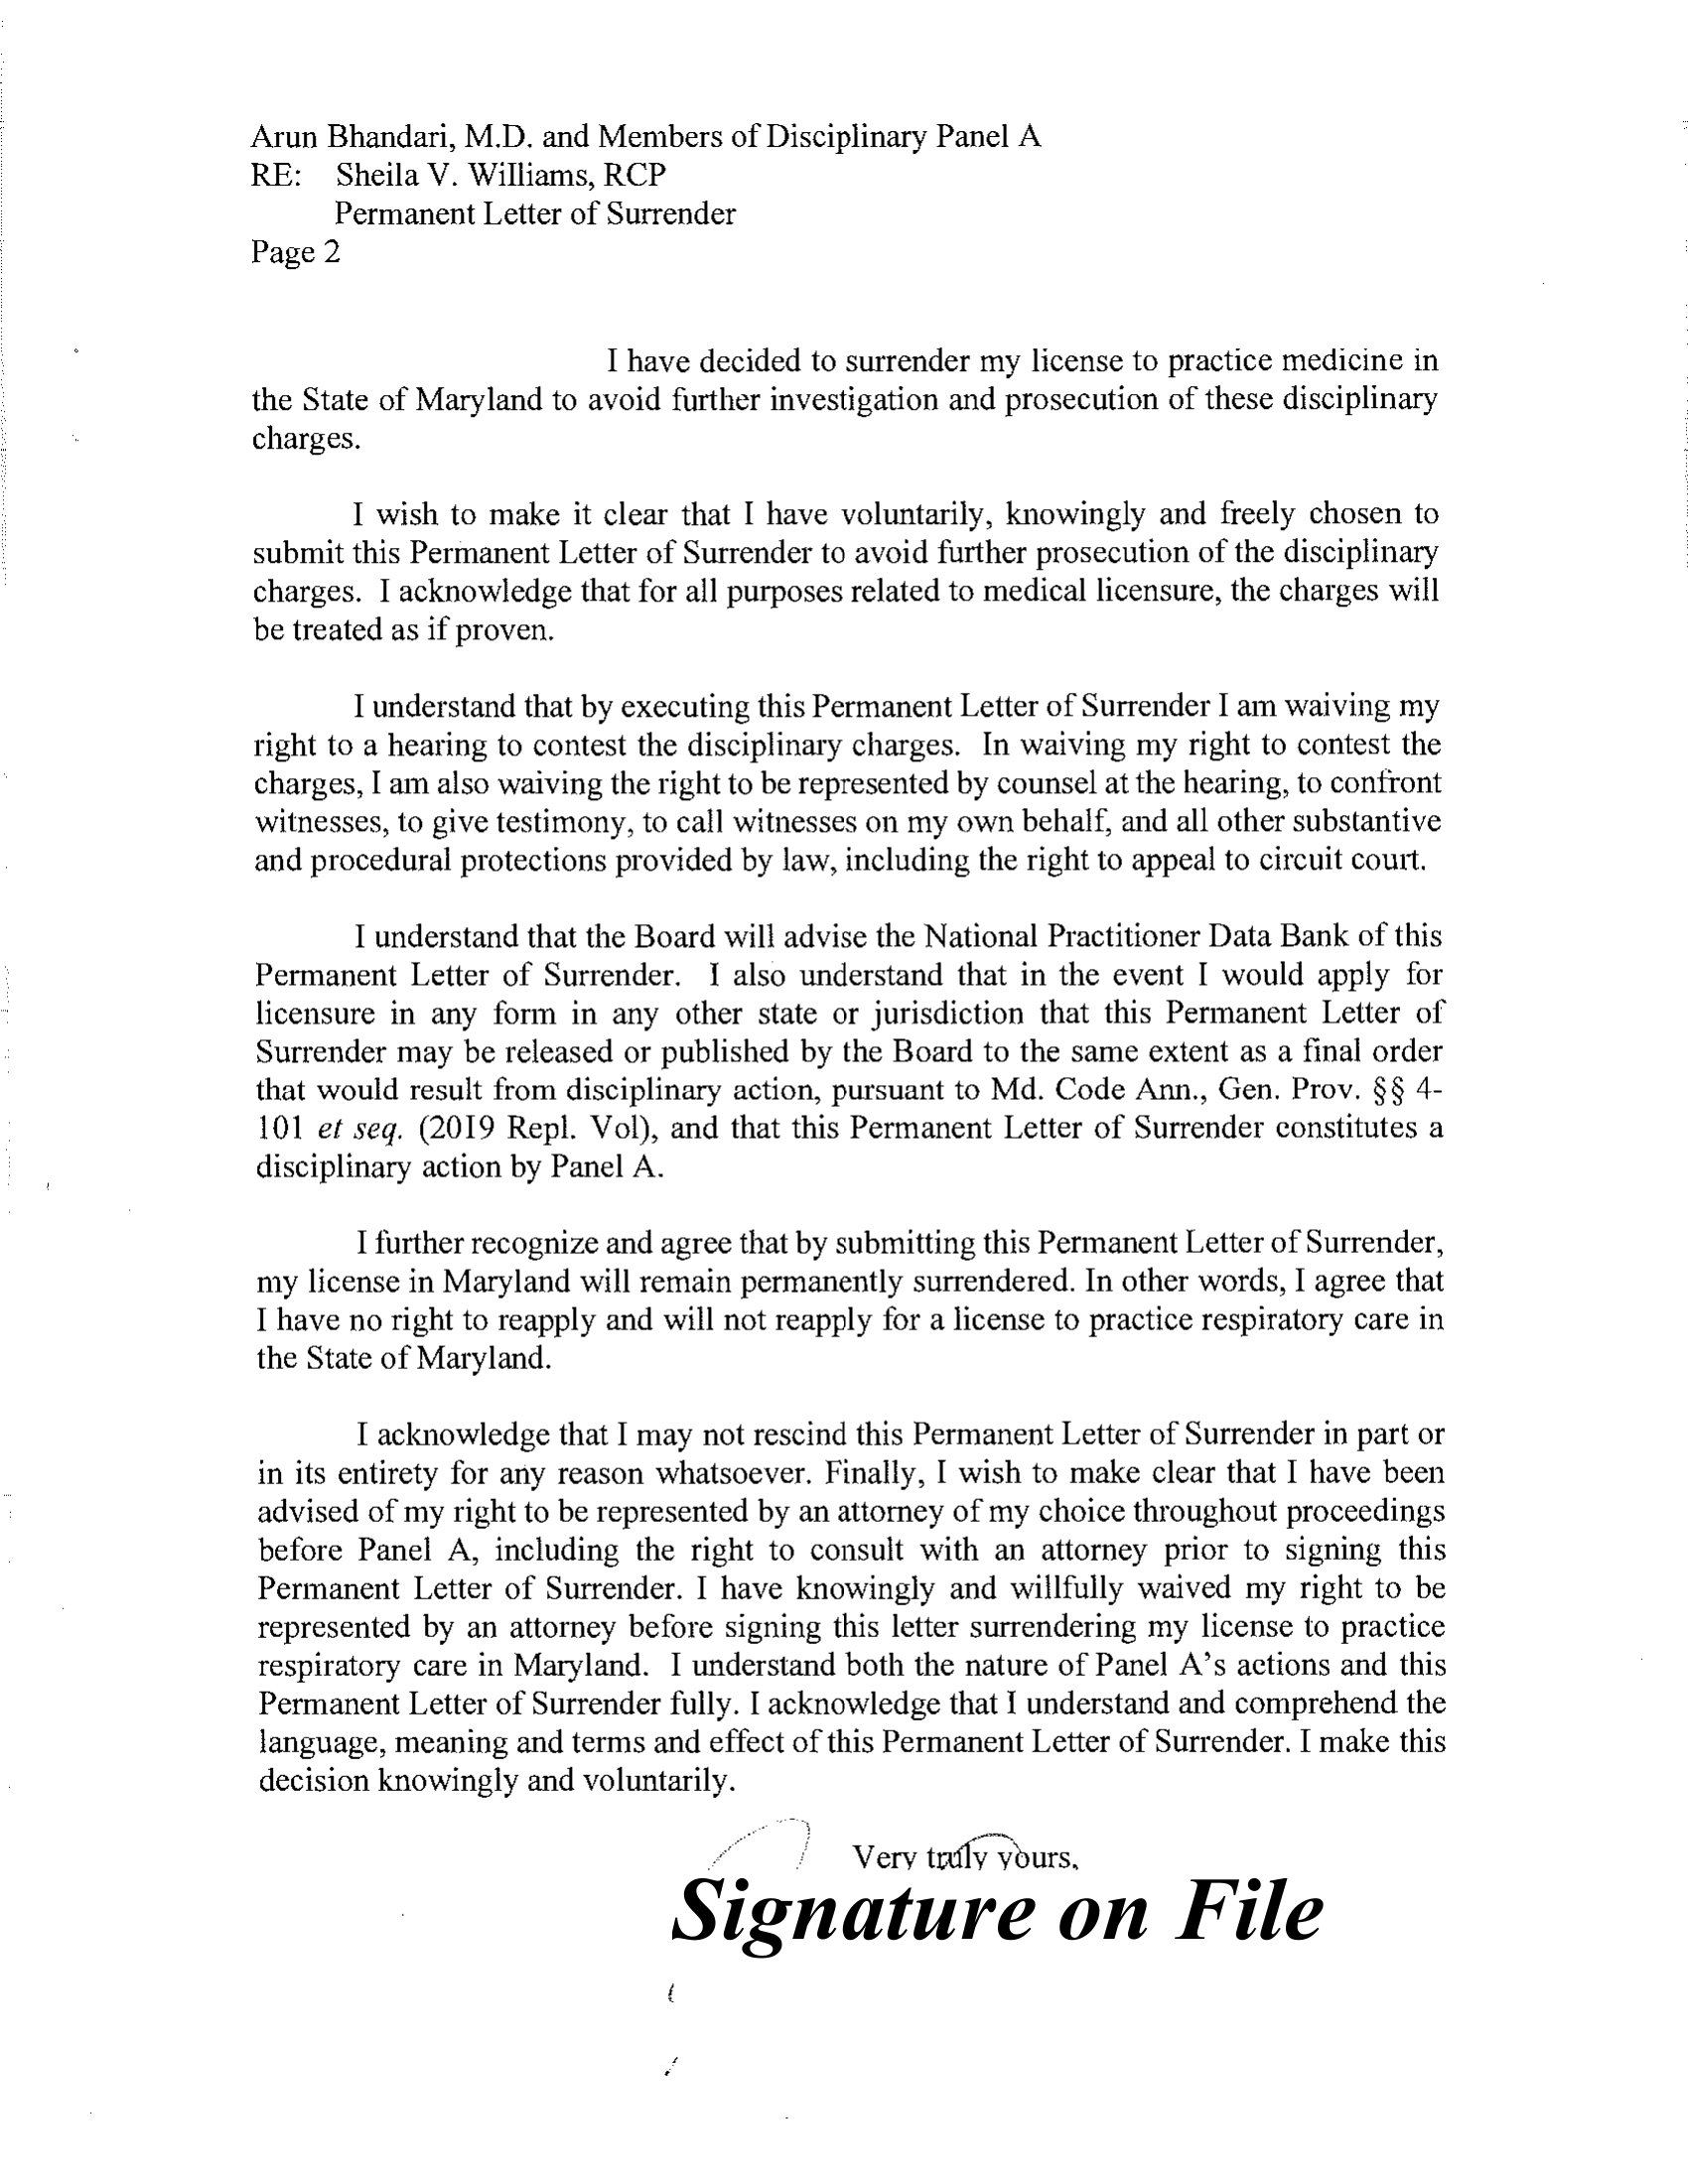 Arun Bhandari, M.D. and Members of Disciplinary Panel A
RE: Sheila V. Williams, RCP
Permanent Letter of Surrender
Page 2
I have decided to surrender my license to practice medicine in
the State of Maryland to avoid further investigation and prosecution of these disciplinary
charges.
I wish to make it clear that I have voluntarily, knowingly and freely chosen to
submit this Permanent Letter of Surrender to avoid further prosecution of the disciplinary
charges. I acknowledge that for all purposes related to medical licensure, the charges will
be treated as if proven.
I understand that by executing this Permanent Letter of Surrender I am waiving my
right to a hearing to contest the disciplinary charges. In waiving my right to contest the
charges, I am also waiving the right to be represented by counsel at the hearing, to confront
witnesses, to give testimony, to call witnesses on my own behalf, and all other substantive
and procedural protections provided by law, including the right to appeal to circuit court.
I understand that the Board will advise the National Practitioner Data Bank of this
Permanent Letter of Surrender. I also understand that in the event I would apply for
licensure in any form in any other state or jurisdiction that this Permanent Letter of
Surrender may be released or published by the Board to the same extent as a final order
that would result from disciplinary action, pursuant to Md. Code Ann., Gen. Prov. §§ 4-
101 et seq. (2019 Repl. Vol), and that this Permanent Letter of Surrender constitutes a
disciplinary action by Panel A.
I further recognize and agree that by submitting this Permanent Letter of Surrender,
my license in Maryland will remain permanently surrendered. In other words, I agree that
I have no right to reapply and will not reapply for a license to practice respiratory care in
the State of Maryland.
I acknowledge that I may not rescind this Permanent Letter of Surrender in part or
in its entirety for any reason whatsoever. Finally, I wish to make clear that I have been
advised of my right to be represented by an attorney of my choice throughout proceedings
before Panel A, including the right to consult with an attorney prior to signing this
Permanent Letter of Surrender. I have knowingly and willfully waived my right to be
represented by an attorney before signing this letter surrendering my license to practice
respiratory care in Maryland. I understand both the nature of Panel A's actions and this
Permanent Letter of Surrender fully. I acknowledge that I understand and comprehend the
language, meaning and terms and effect of this Permanent Letter of Surrender. I make this
decision knowingly and voluntarily.
Very truly yours,
Signature on File